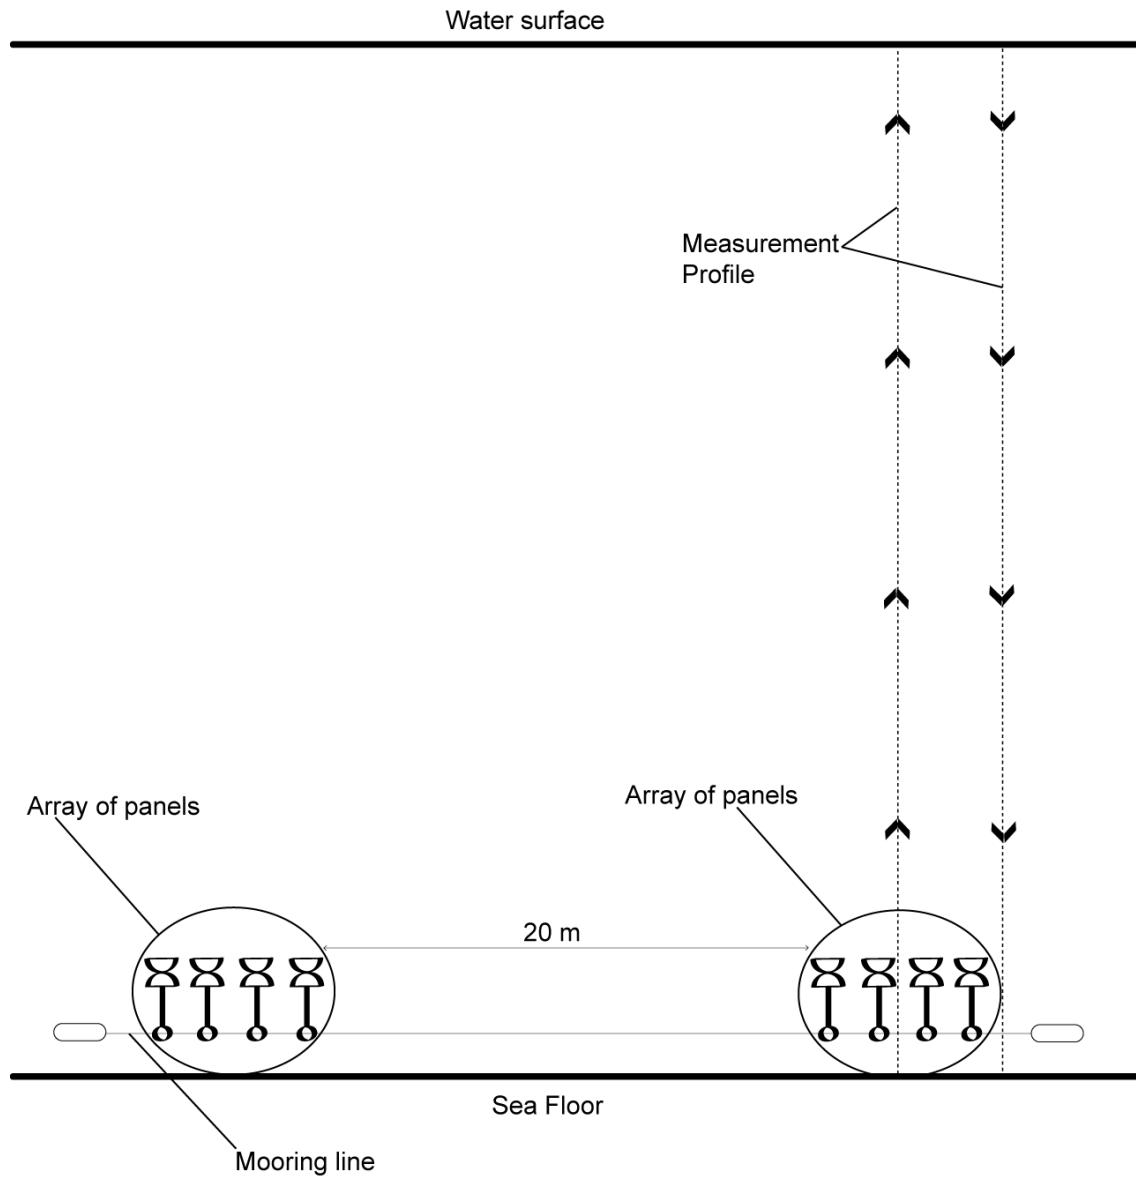 Water surface
Measurement
Profile
Array of panels
Array of panels
20 m
Sea Floor
Mooring line